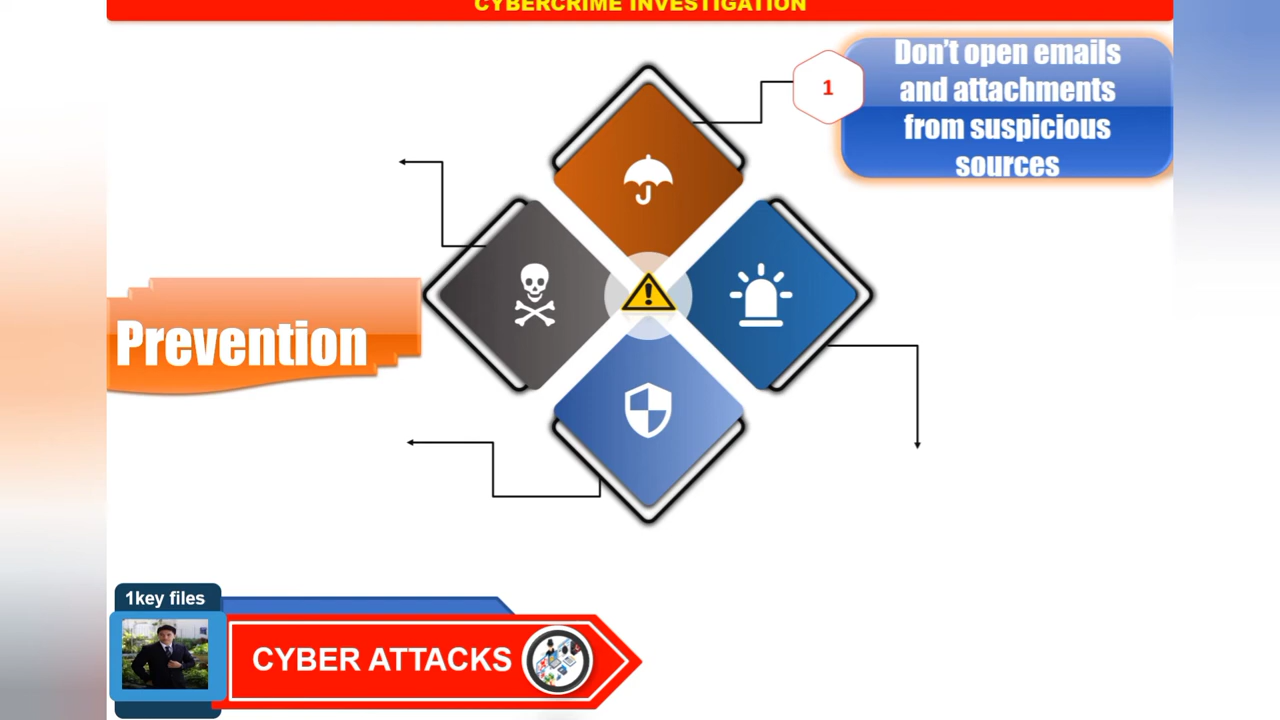 CYBERCRIME INVESTIGATION
1
Don't open emails
and attachments
from suspicious
sources
Prevention
1key files
CYBER ATTACKS